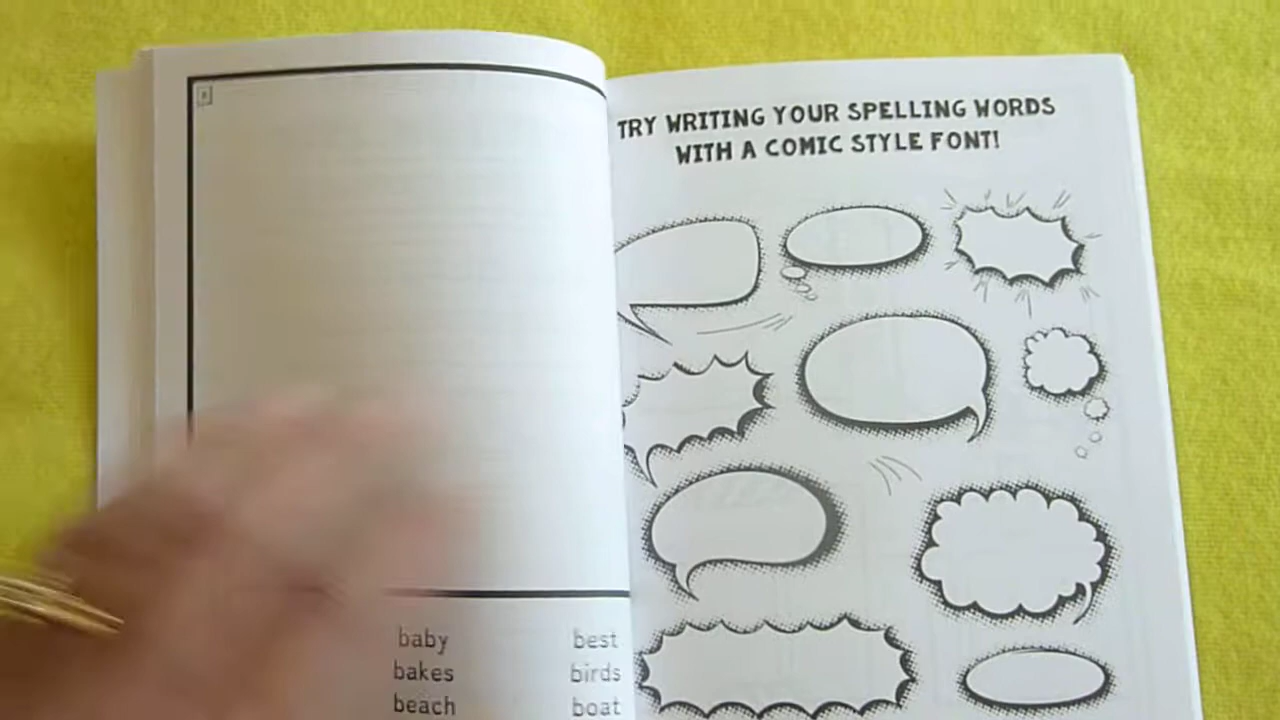 baby best
bakes birds
beach boat
TRY WRITING YOUR SPELLING WORDS
WITH A COMIC STYLE FONT!